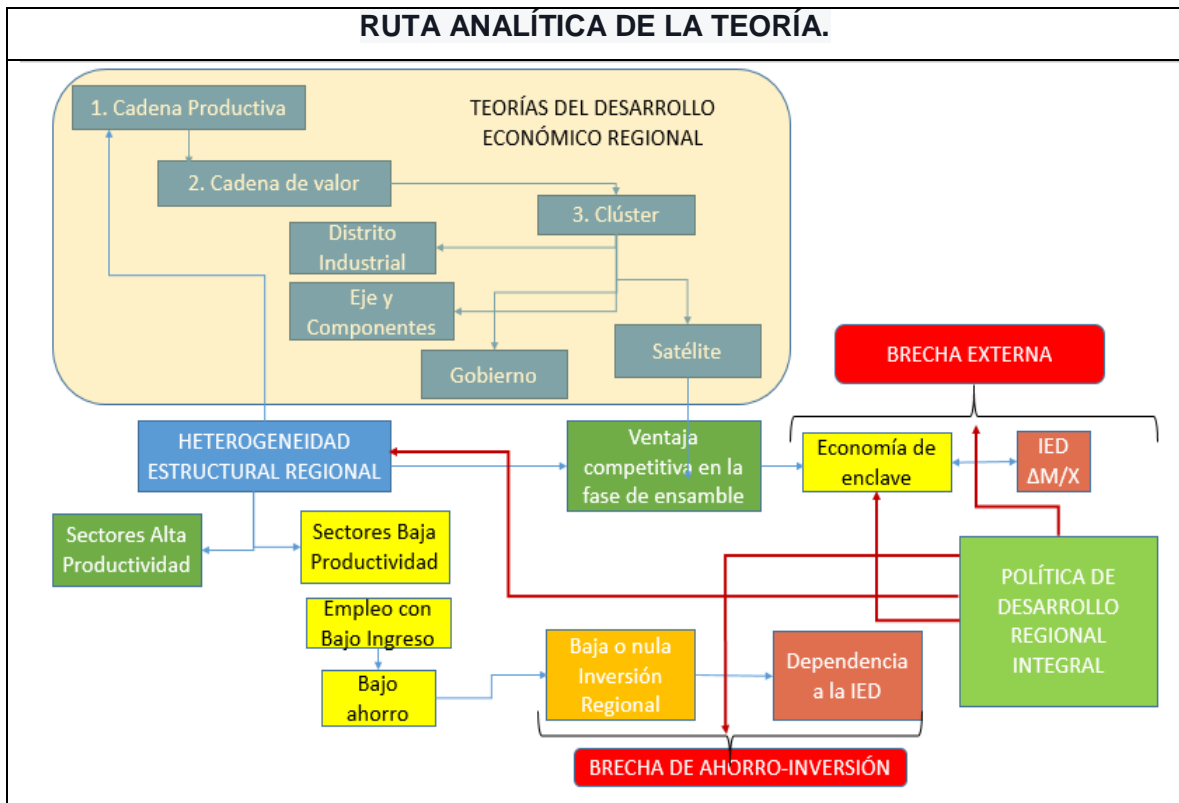 RUTA ANALÍTICA DE LA TEORÍA.
1. Cadena Productiva
TEORÍAS DEL DESARROLLO
ECONÓMICO REGIONAL
2. Cadena de valor
3. Clúster
Distrito
Industrial
Eje y
Componentes
Gobierno
Satélite
BRECHA EXTERNA
HETEROGENEIDAD
ESTRUCTURAL REGIONAL
Ventaja
competitiva en la
fase de ensamble
Economía de
enclave
IED
ΔM/X
Sectores Alta
Productividad
Sectores Baja
Productividad
POLÍTICA DE
DESARROLLO
REGIONAL
INTEGRAL
Empleo con
Bajo Ingreso
Bajo
ahorro
Baja o nula
Inversión
Regional
Dependencia
a la IED
BRECHA DE AHORRO-INVERSIÓN